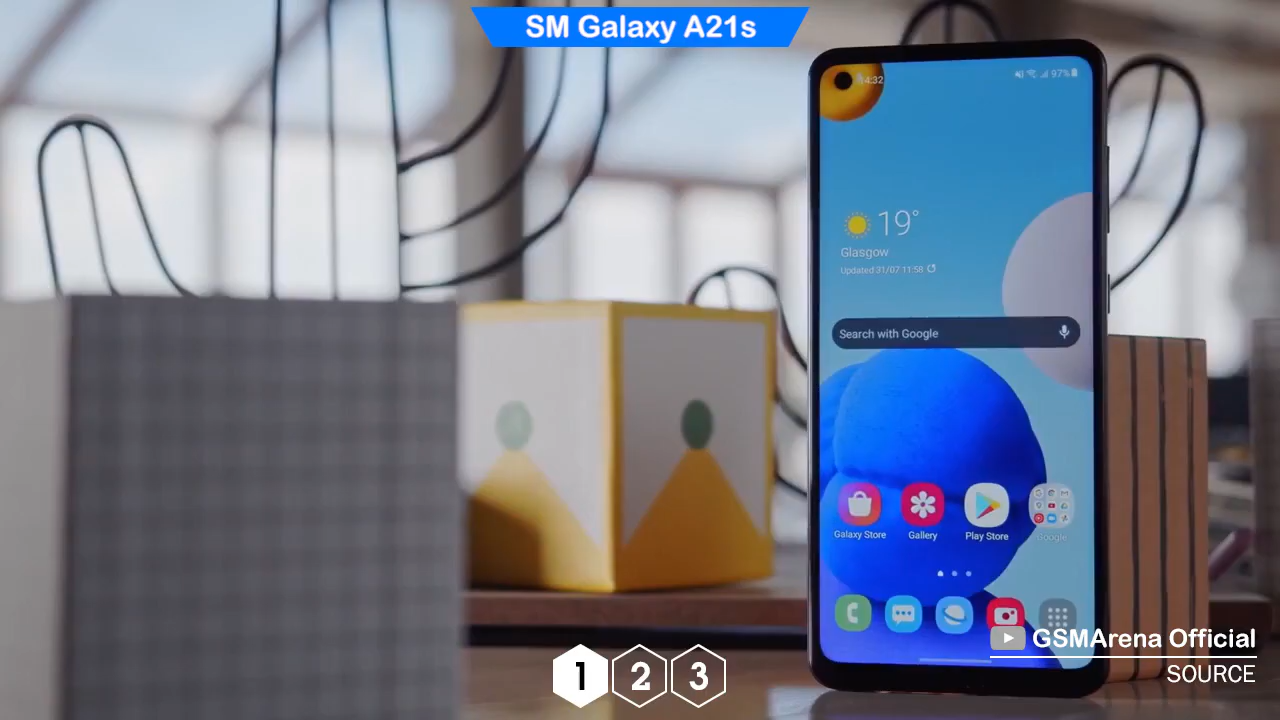 SM Galaxy A21s
14:32
97%
19°
Glasgow
Updated 31/07 11:58
Search with Google
Galaxy Store
Gallery
Play Store
Google
1 2 3
GSMArena Official
SOURCE